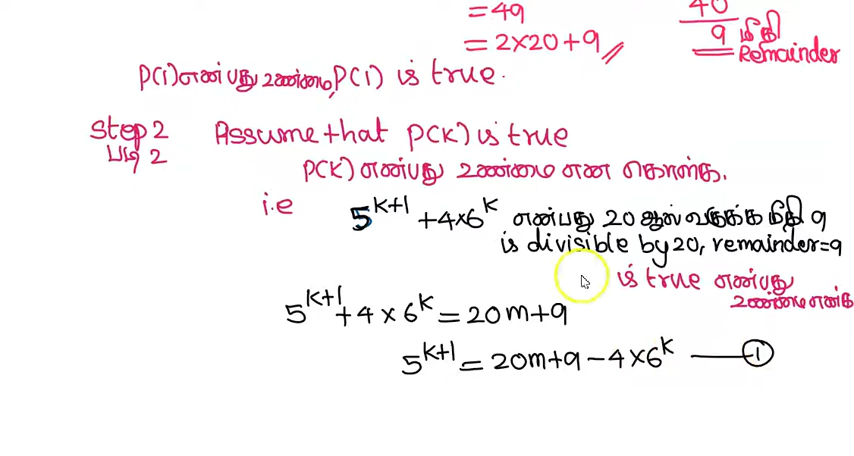 = 49
= 2×20+9 //
40
9 மீதி
Remainder
P(1) என்பது உண்மை, P(1) is true.
Step 2 Assume that P(K) is true
படி 2 P(K) என்பது உண்மை என கொள்க.
i.e 5^{K+1} + 4×6^K என்பது 20 ஆல் வகுக்க மீதி 9
is divisible by 20, remainder=9
is true என்பது
உண்மை என்க
5^{K+1} + 4×6^K = 20m+9
5^{K+1} = 20m+9 − 4×6^K —— ①